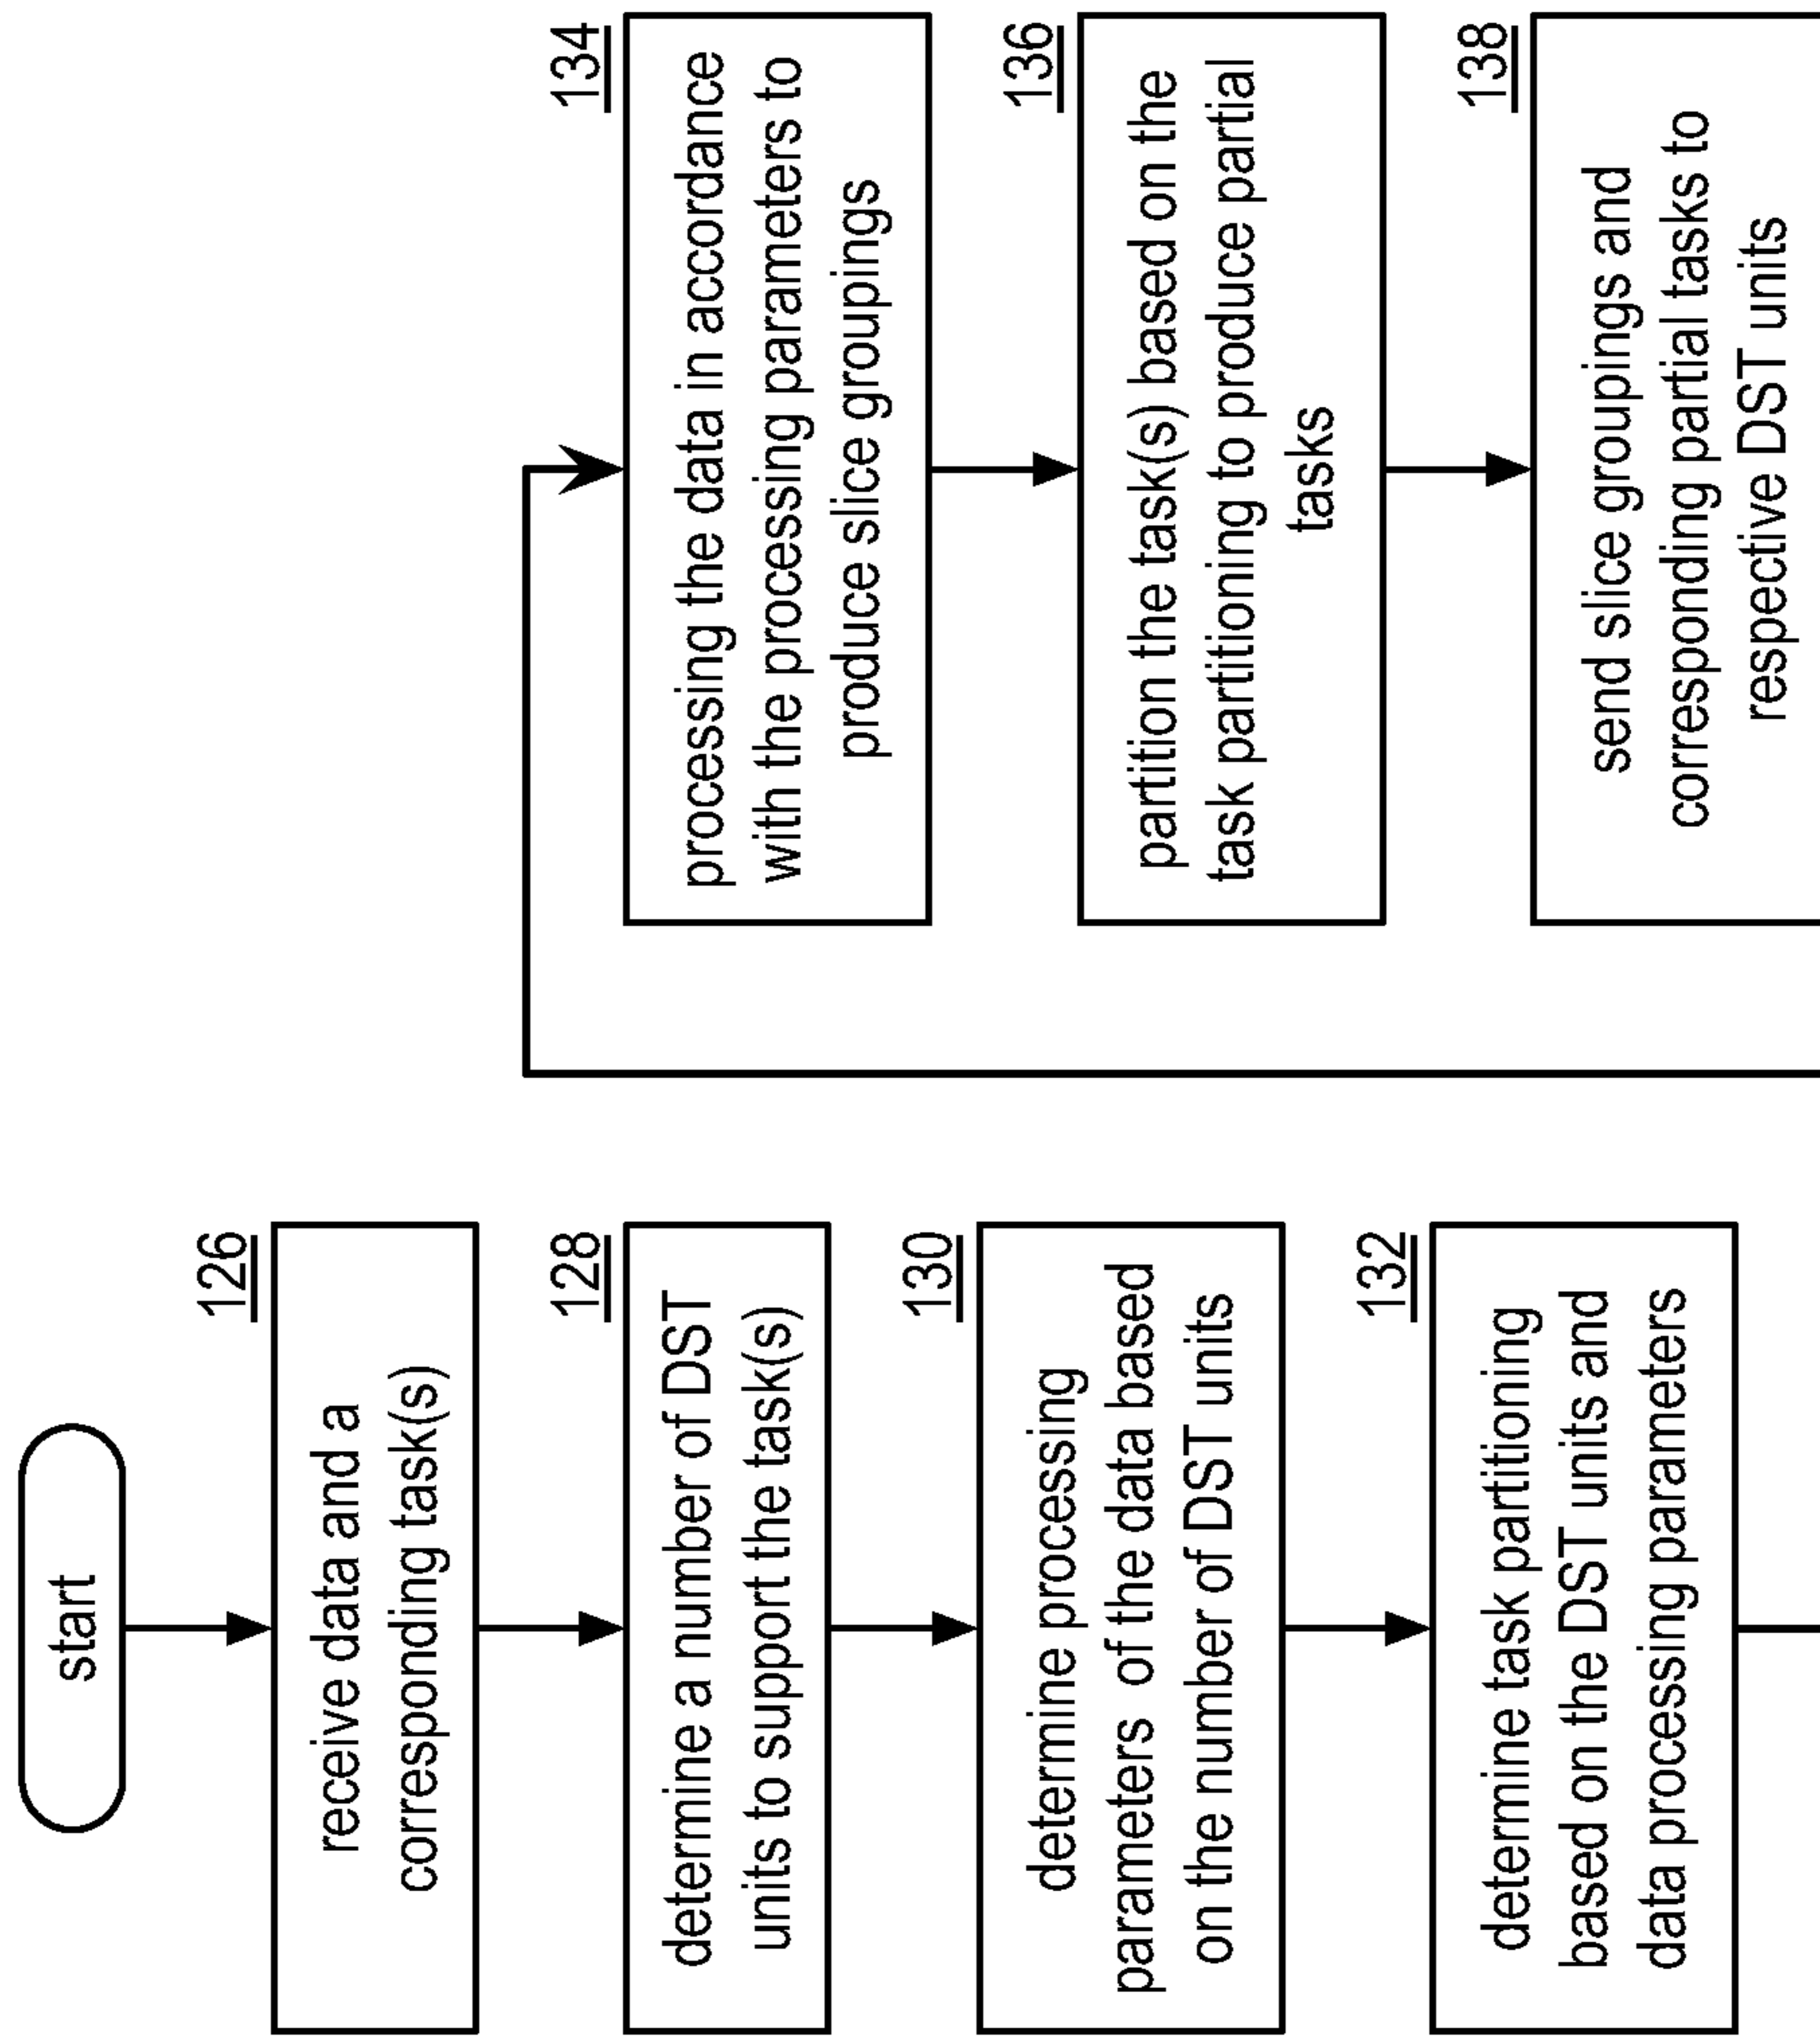 start
126
receive data and a
corresponding task(s)
128
determine a number of DST
units to support the task(s)
130
determine processing
parameters of the data based
on the number of DST units
132
determine task partitioning
based on the DST units and
data processing parameters
134
processing the data in accordance
with the processing parameters to
produce slice groupings
136
partition the task(s) based on the
task partitioning to produce partial
tasks
138
send slice groupings and
corresponding partial tasks to
respective DST units